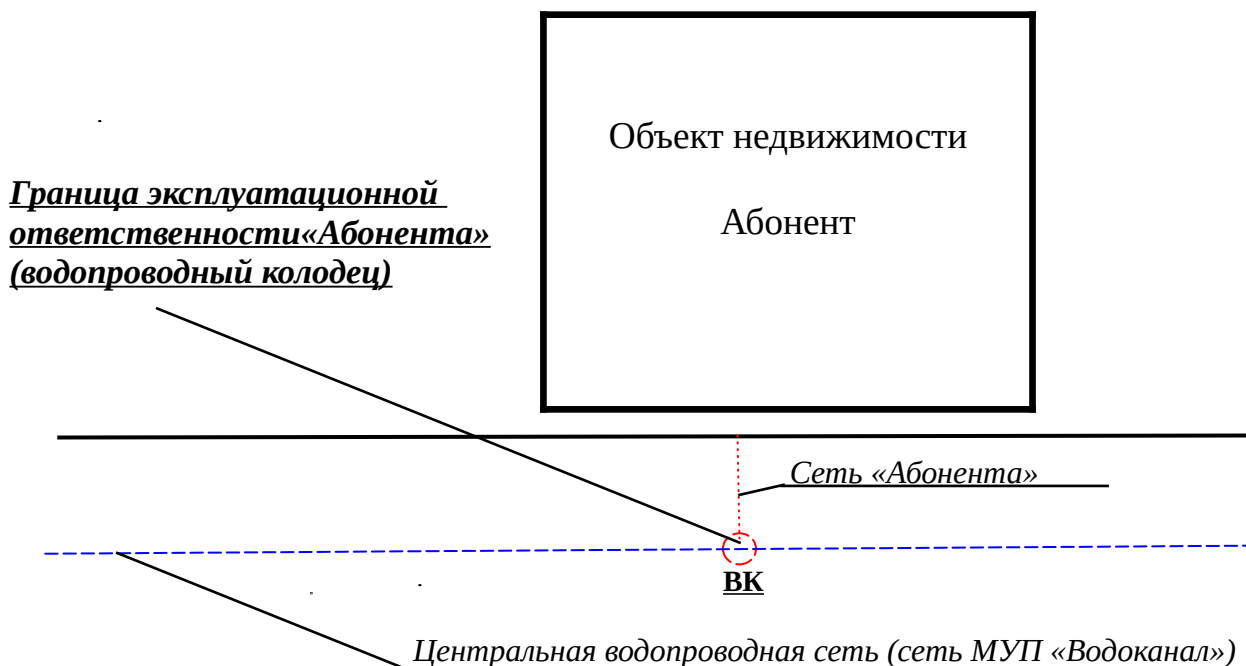 Объект недвижимости
Абонент
Граница эксплуатационной
ответственности«Абонента»
(водопроводный колодец)
Сеть «Абонента»
ВК
Центральная водопроводная сеть (сеть МУП «Водоканал»)